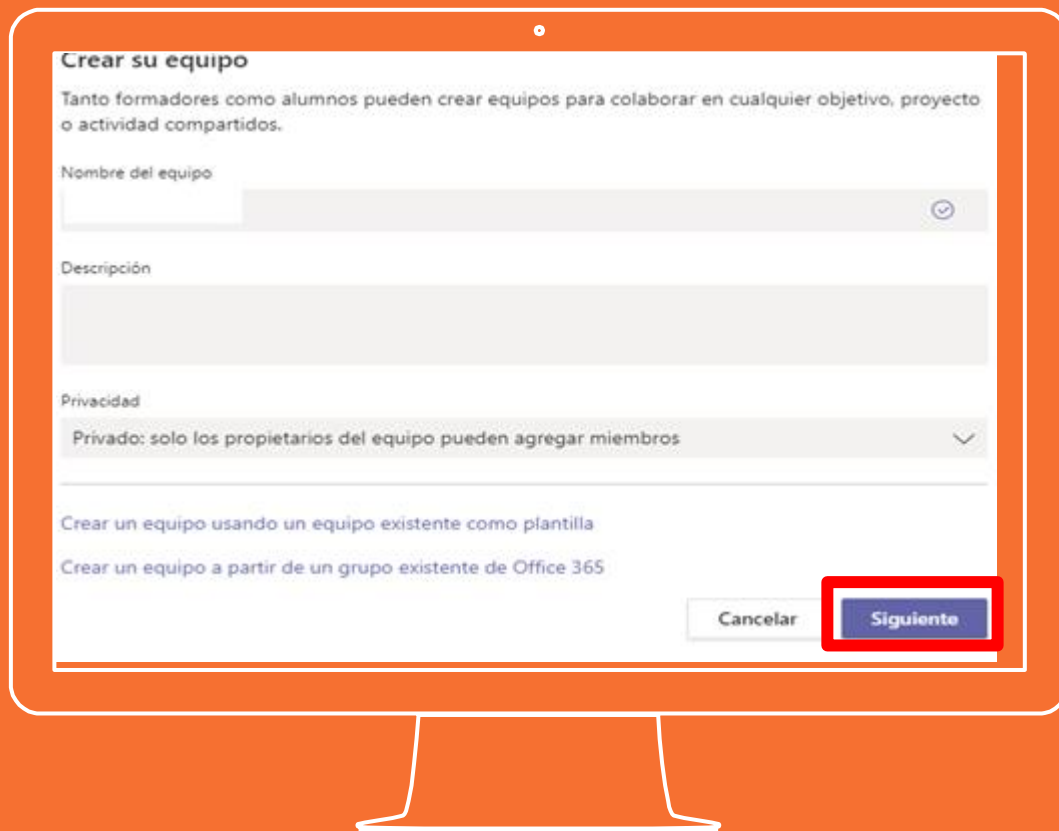 Crear su equipo
Tanto formadores como alumnos pueden crear equipos para colaborar en cualquier objetivo, proyecto
o actividad compartidos.
Nombre del equipo
Descripción
Privacidad
Privado: solo los propietarios del equipo pueden agregar miembros
Crear un equipo usando un equipo existente como plantilla
Crear un equipo a partir de un grupo existente de Office 365
Cancelar Siguiente